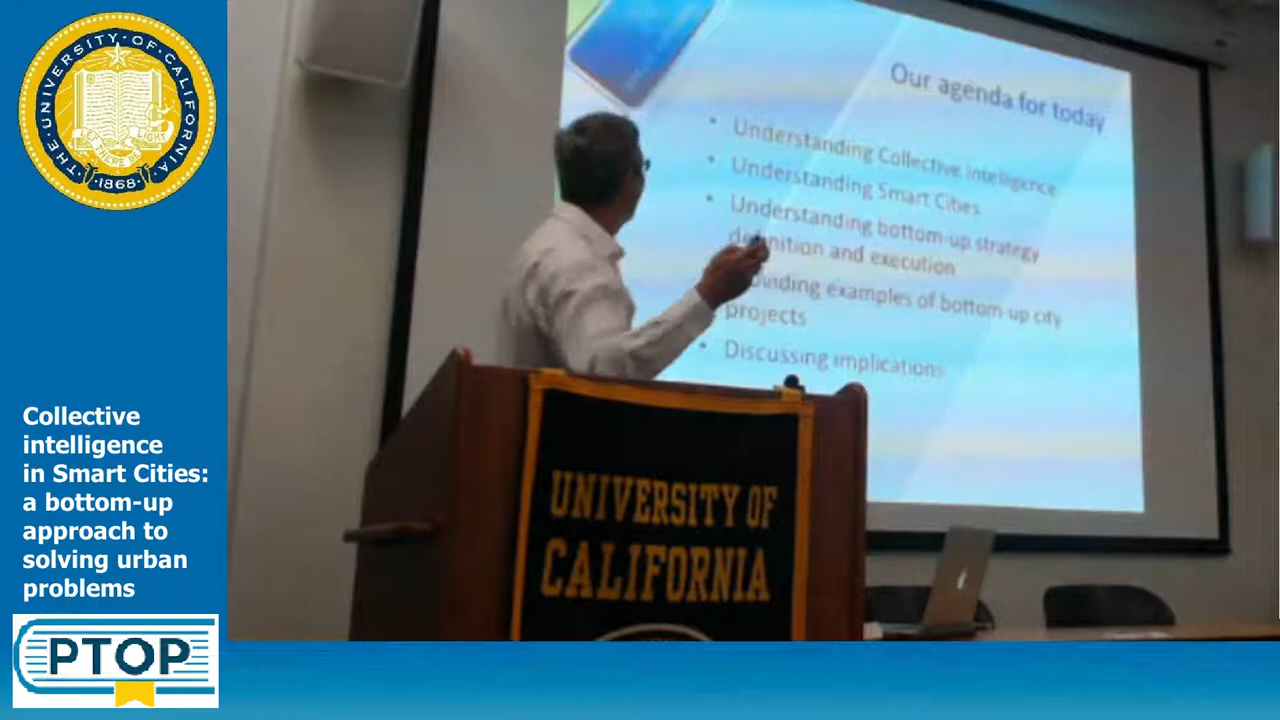 THE UNIVERSITY OF CALIFORNIA
LET THERE BE LIGHT
1868
Collective
intelligence
in Smart Cities:
a bottom-up
approach to
solving urban
problems
PTOP
Our agenda for today
• Understanding Collective Intelligence
• Understanding Smart Cities
• Understanding bottom-up strategy
definition and execution
• Providing examples of bottom-up city
projects
• Discussing implications
UNIVERSITY OF
CALIFORNIA